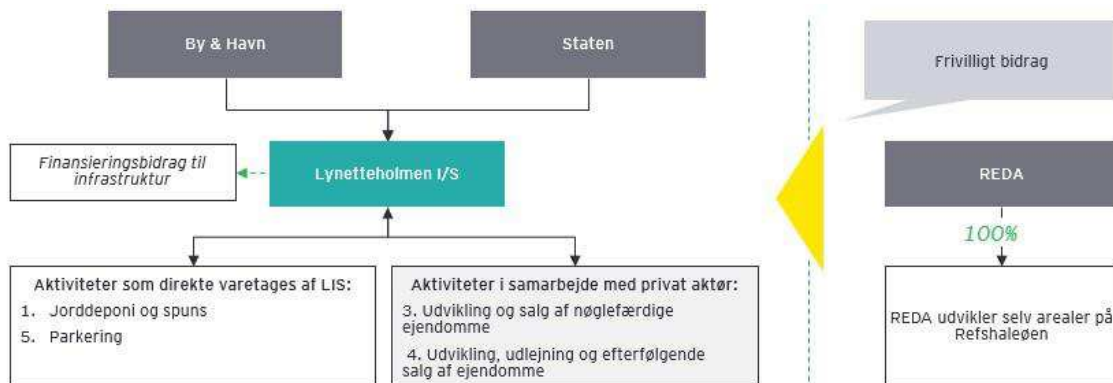 By & Havn
Staten
Frivilligt bidrag
Finansieringsbidrag til
infrastruktur
Lynetteholmen I/S
REDA
100%
Aktiviteter som direkte varetages af LIS:
1. Jorddeponi og spuns
5. Parkering
Aktiviteter i samarbejde med privat aktør:
3. Udvikling og salg af nøglefærdige
ejendomme
4. Udvikling, udlejning og efterfølgende
salg af ejendomme
REDA udvikler selv arealer på
Refshaleøen